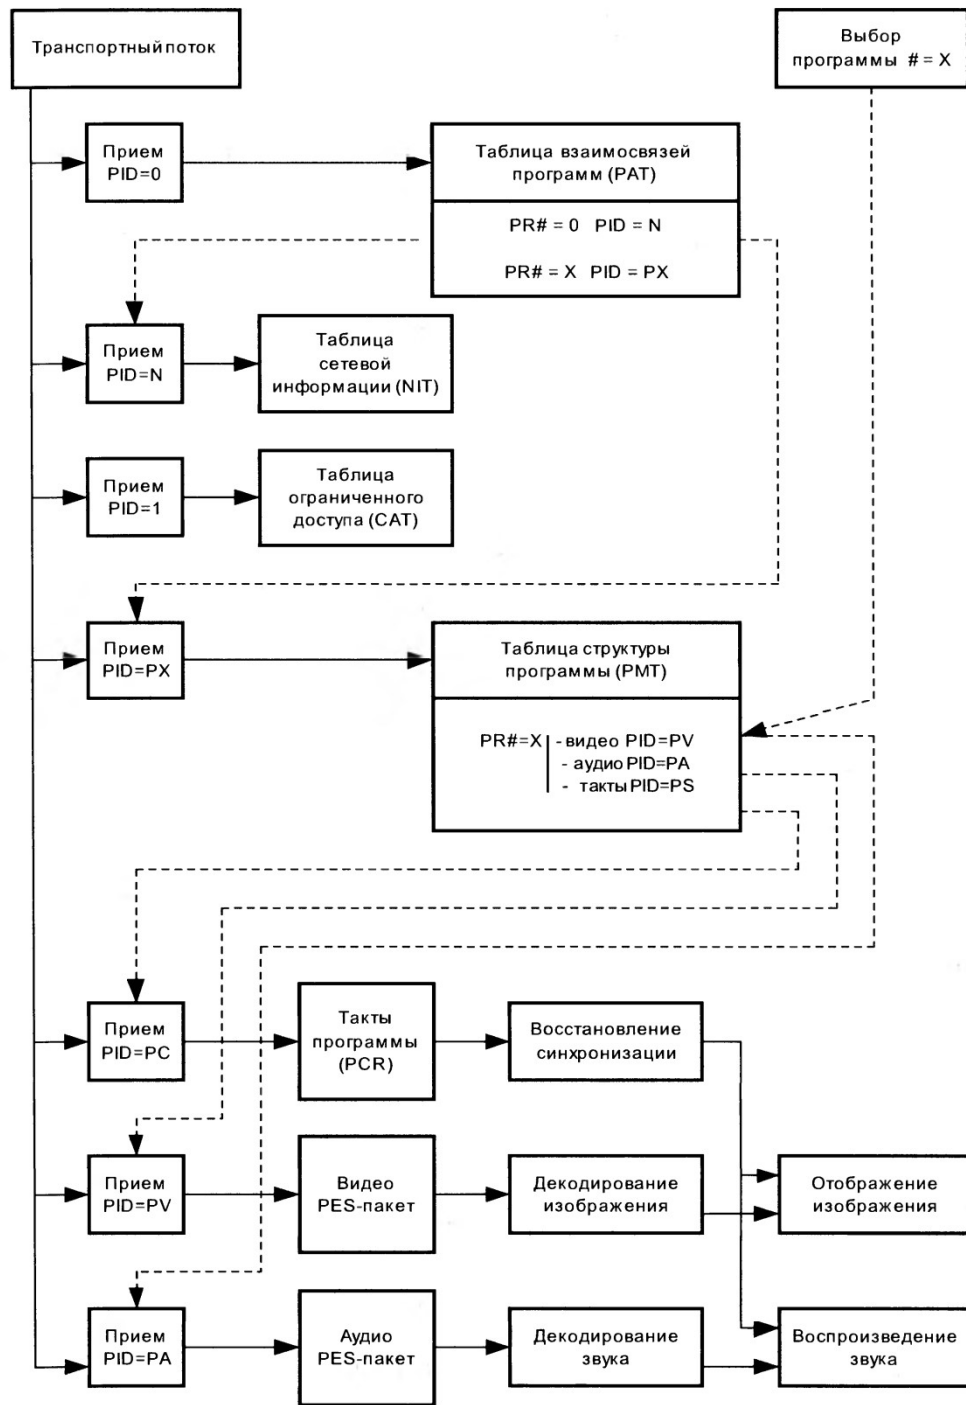 Транспортный поток
Выбор
программы # = X
Прием
PID=0
Таблица взаимосвязей
программ (PAT)
PR# = 0 PID = N
PR# = X PID = PX
Прием
PID=N
Таблица
сетевой
информации (NIT)
Прием
PID=1
Таблица
ограниченного
доступа (CAT)
Прием
PID=PX
Таблица структуры
программы (PMT)
PR#=X - видео PID=PV
- аудио PID=PA
- такты PID=PS
Прием
PID=PC
Такты
программы
(PCR)
Восстановление
синхронизации
Прием
PID=PV
Видео
PES-пакет
Декодирование
изображения
Отображение
изображения
Прием
PID=PA
Аудио
PES-пакет
Декодирование
звука
Воспроизведение
звука